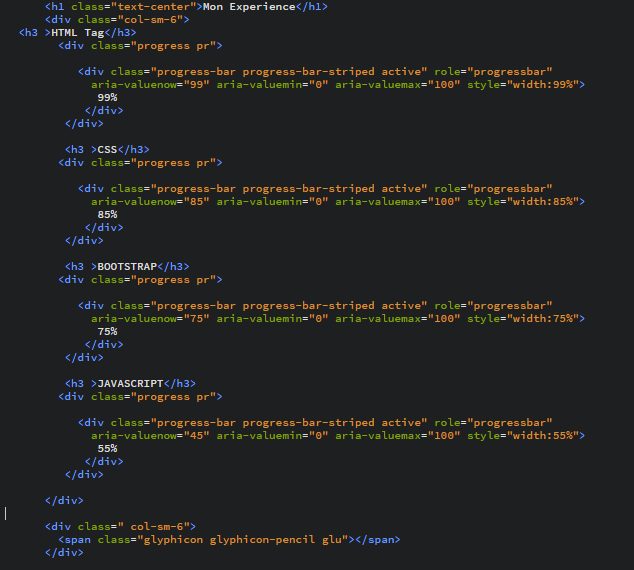 <h1 class="text-center">Mon Experience</h1>
<div class="col-sm-6">
<h3 >HTML Tag</h3>
<div class="progress pr">
<div class="progress-bar progress-bar-striped active" role="progressbar"
aria-valuenow="99" aria-valuemin="0" aria-valuemax="100" style="width:99%">
99%
</div>
</div>
<h3 >CSS</h3>
<div class="progress pr">
<div class="progress-bar progress-bar-striped active" role="progressbar"
aria-valuenow="85" aria-valuemin="0" aria-valuemax="100" style="width:85%">
85%
</div>
</div>
<h3 >BOOTSTRAP</h3>
<div class="progress pr">
<div class="progress-bar progress-bar-striped active" role="progressbar"
aria-valuenow="75" aria-valuemin="0" aria-valuemax="100" style="width:75%">
75%
</div>
</div>
<h3 >JAVASCRIPT</h3>
<div class="progress pr">
<div class="progress-bar progress-bar-striped active" role="progressbar"
aria-valuenow="45" aria-valuemin="0" aria-valuemax="100" style="width:55%">
55%
</div>
</div>
</div>
<div class=" col-sm-6">
<span class="glyphicon glyphicon-pencil glu"></span>
</div>